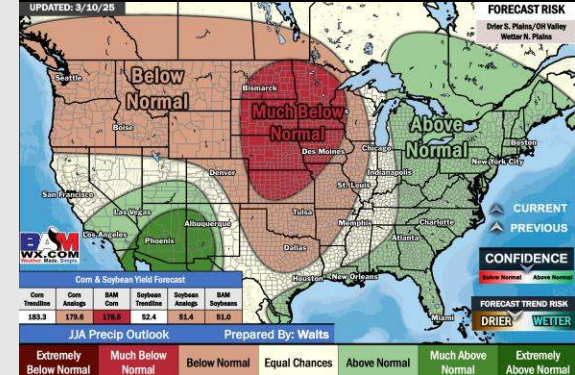 UPDATED: 3/10/25
FORECAST RISK
Drier S. Plains/OH Valley
Wetter N. Plains
Seattle
Below
Normal
Bismarck
Much Below
Normal
Above
Normal
Boise
Des Moines
Chicago
Boston
New York City
Indianapolis
Denver
St. Louis
San Francisco
Las Vegas
Tulsa
Memphis
Charlotte
CURRENT
PREVIOUS
Los Angeles
Albuquerque
Phoenix
Dallas
Atlanta
BAM
WX.COM
Houston
New Orleans
CONFIDENCE
Below Normal
Above Normal
Miami
FORECAST TREND RISK
DRIER
WETTER
Corn & Soybean Yield Forecast
Corn Trendline
Corn Analogs
BAM Corn
Soybean Trendline
Soybean Analogs
BAM Soybeans
183.3
179.6
178.5
52.4
51.4
51.0
JJA Precip Outlook
Prepared By: Walts
Extremely Below Normal
Much Below Normal
Below Normal
Equal Chances
Above Normal
Much Above Normal
Extremely Above Normal